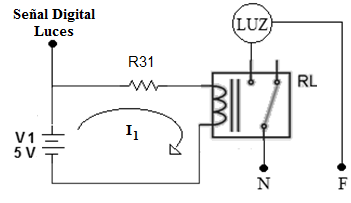 Señal Digital
Luces
LUZ
R31
RL
V1
5 V
I1
N
F